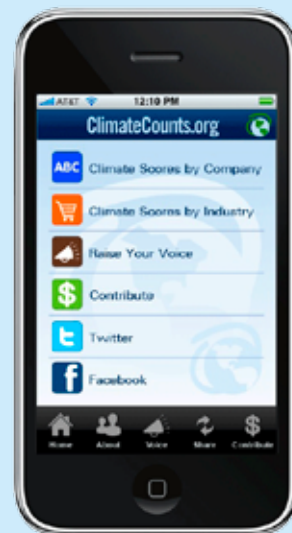 AT&T 12:10 PM
ClimateCounts.org
ABC Climate Scores by Company
Climate Scores by Industry
Raise Your Voice
$ Contribute
t Twitter
f Facebook
Home About Voice Share Contribute